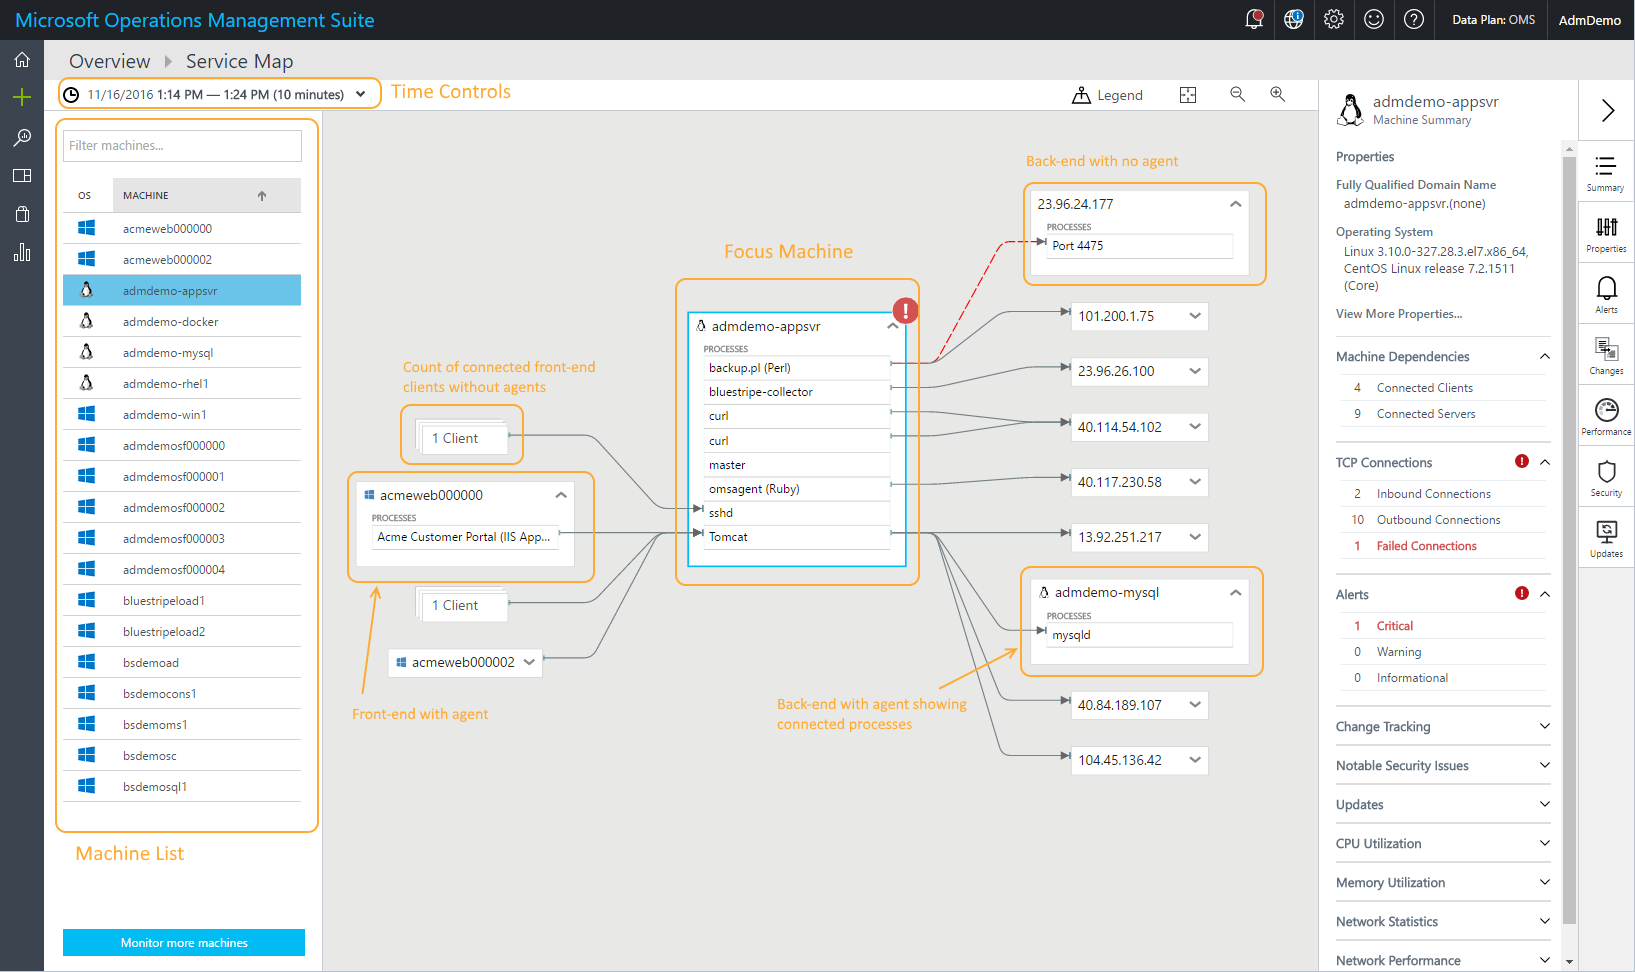 Microsoft Operations Management Suite
Data Plan: OMS
AdmDemo
Overview
Service Map
11/16/2016 1:14 PM — 1:24 PM (10 minutes)
Time Controls
Legend
Filter machines...
OS
MACHINE
acmeweb000000
acmeweb000002
admdemo-appsvr
admdemo-docker
admdemo-mysql
admdemo-rhel1
admdemo-win1
admdemosf000000
admdemosf000001
admdemosf000002
admdemosf000003
admdemosf000004
bluestripeload1
bluestripeload2
bsdemoad
bsdemocons1
bsdemoms1
bsdemosc
bsdemosql1
Machine List
Monitor more machines
Count of connected front-end
clients without agents
1 Client
acmeweb000000
PROCESSES
Acme Customer Portal (IIS App...
1 Client
acmeweb000002
Front-end with agent
Focus Machine
admdemo-appsvr
PROCESSES
backup.pl (Perl)
bluestripe-collector
curl
curl
master
omsagent (Ruby)
sshd
Tomcat
Back-end with no agent
23.96.24.177
PROCESSES
Port 4475
101.200.1.75
23.96.26.100
40.114.54.102
40.117.230.58
13.92.251.217
admdemo-mysql
PROCESSES
mysqld
Back-end with agent showing
connected processes
40.84.189.107
104.45.136.42
admdemo-appsvr
Machine Summary
Properties
Fully Qualified Domain Name
admdemo-appsvr.(none)
Operating System
Linux 3.10.0-327.28.3.el7.x86_64,
CentOS Linux release 7.2.1511
(Core)
View More Properties...
Machine Dependencies
4 Connected Clients
9 Connected Servers
TCP Connections
2 Inbound Connections
10 Outbound Connections
1 Failed Connections
Alerts
1 Critical
0 Warning
0 Informational
Change Tracking
Notable Security Issues
Updates
CPU Utilization
Memory Utilization
Network Statistics
Network Performance
Summary
Properties
Alerts
Changes
Performance
Security
Updates